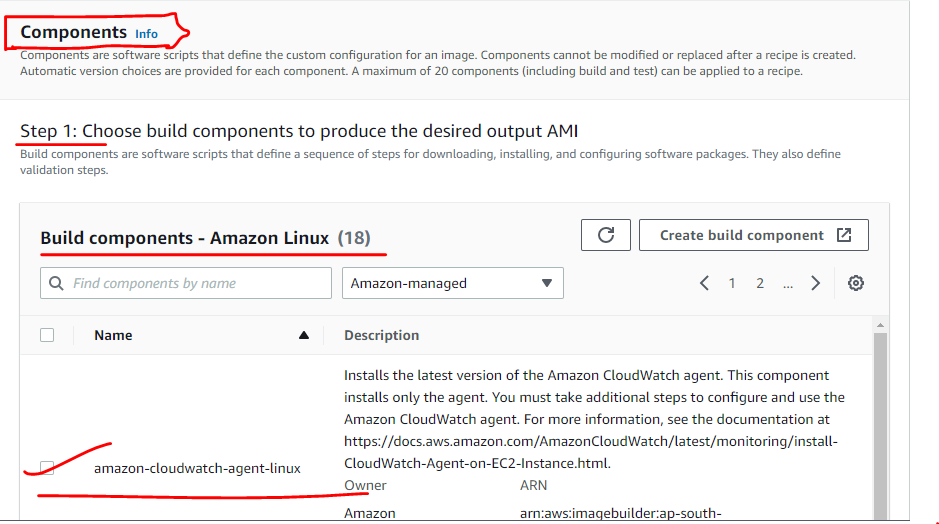 Components Info
Components are software scripts that define the custom configuration for an image. Components cannot be modified or replaced after a recipe is created.
Automatic version choices are provided for each component. A maximum of 20 components (including build and test) can be applied to a recipe.
Step 1: Choose build components to produce the desired output AMI
Build components are software scripts that define a sequence of steps for downloading, installing, and configuring software packages. They also define
validation steps.
Build components - Amazon Linux (18)
Create build component
Find components by name
Amazon-managed
1 2 ...
Name Description
Installs the latest version of the Amazon CloudWatch agent. This component
installs only the agent. You must take additional steps to configure and use the
Amazon CloudWatch agent. For more information, see the documentation at
https://docs.aws.amazon.com/AmazonCloudWatch/latest/monitoring/install-
CloudWatch-Agent-on-EC2-Instance.html.
amazon-cloudwatch-agent-linux
Owner ARN
Amazon arn:aws:imagebuilder:ap-south-